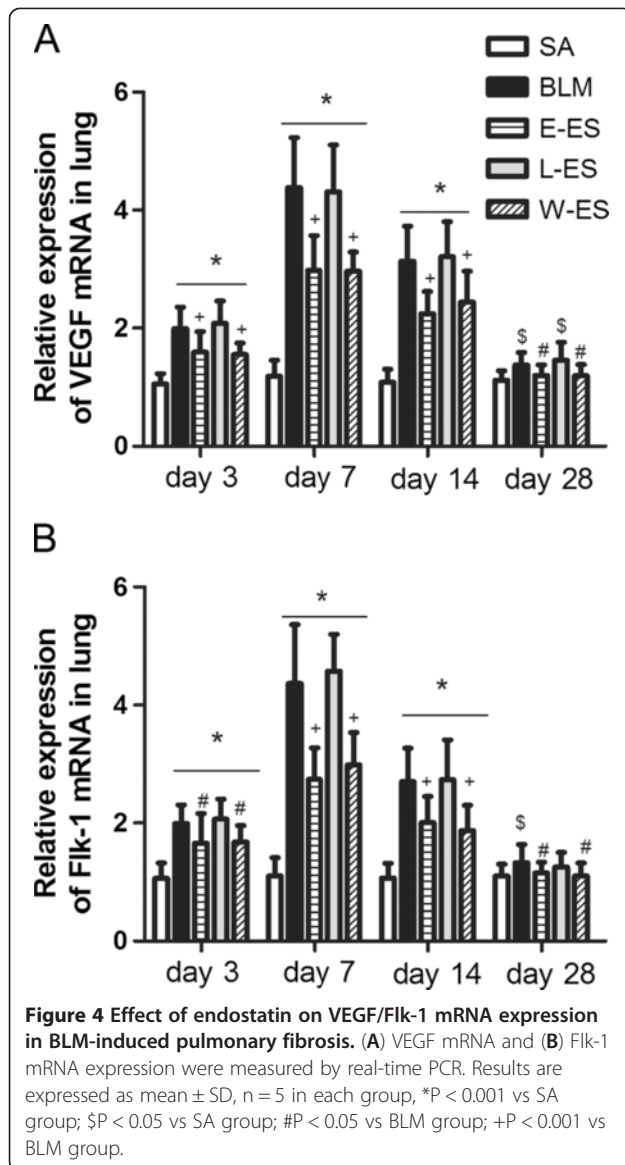 A
SA
BLM
E-ES
L-ES
W-ES
Relative expression
of VEGF mRNA in lung
6
4
2
0
*
+
+
*
+
+
*
+
+
$
#
$
#
day 3
day 7
day 14
day 28
B
Relative expression
of Flk-1 mRNA in lung
6
4
2
0
*
#
#
*
+
+
*
+
+
$
#
#
day 3
day 7
day 14
day 28
Figure 4 Effect of endostatin on VEGF/Flk-1 mRNA expression
in BLM-induced pulmonary fibrosis. (A) VEGF mRNA and (B) Flk-1
mRNA expression were measured by real-time PCR. Results are
expressed as mean ± SD, n = 5 in each group, *P < 0.001 vs SA
group; $P < 0.05 vs SA group; #P < 0.05 vs BLM group; +P < 0.001 vs
BLM group.